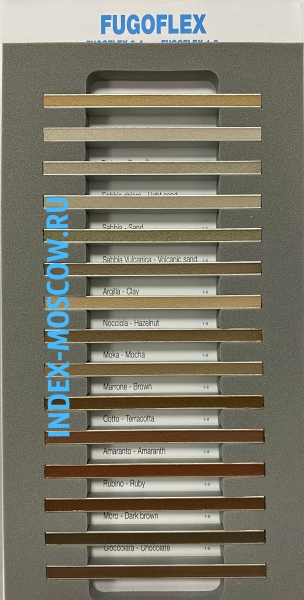 FUGOFLEX
Sabbia chiara - Light sand
Sabbia - Sand
Sabbia Vulcanica - Volcanic sand
Argilla - Clay
Nocciola - Hazelnut
Moka - Mocha
Marrone - Brown
Cotto - Terracotta
Amaranto - Amaranth
Rubino - Ruby
Moro - Dark brown
Cioccolata - Chocolate
INDEX-MOSCOW.RU